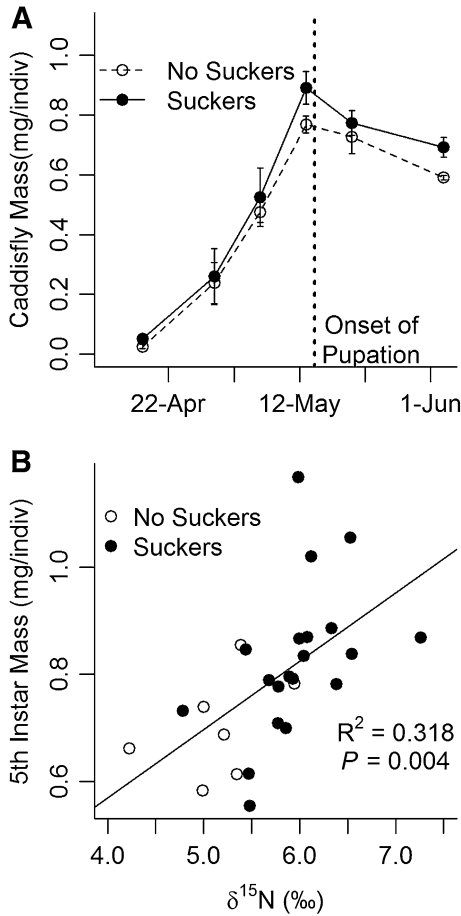 A
Caddisfly Mass(mg/indiv)
1.0
0.8
0.6
0.4
0.2
0.0
No Suckers
Suckers
Onset of
Pupation
22-Apr 12-May 1-Jun
B
5th Instar Mass (mg/indiv)
1.0
0.8
0.6
No Suckers
Suckers
R² = 0.318
P = 0.004
4.0 5.0 6.0 7.0
δ¹⁵N (‰)